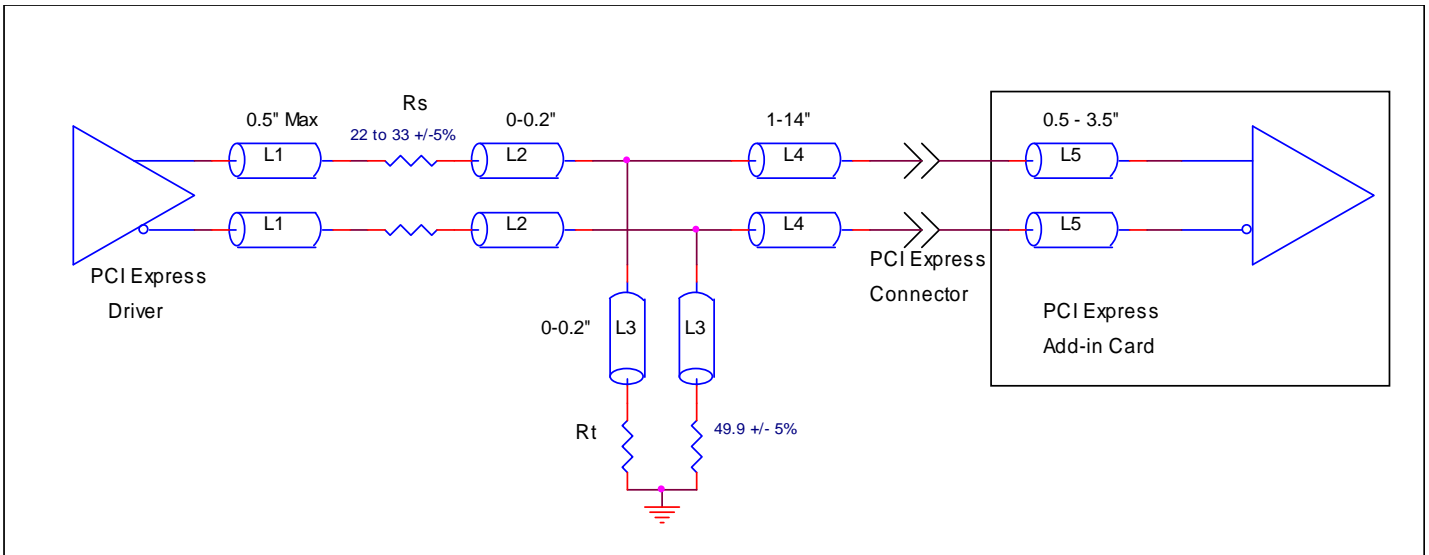 Rs
0.5" Max
22 to 33 +/-5%
0-0.2"
1-14"
0.5 - 3.5"
L1
L2
L4
L5
L1
L2
L4
L5
PCI Express
Driver
PCI Express
Connector
0-0.2"
L3
L3
PCI Express
Add-in Card
Rt
49.9 +/- 5%